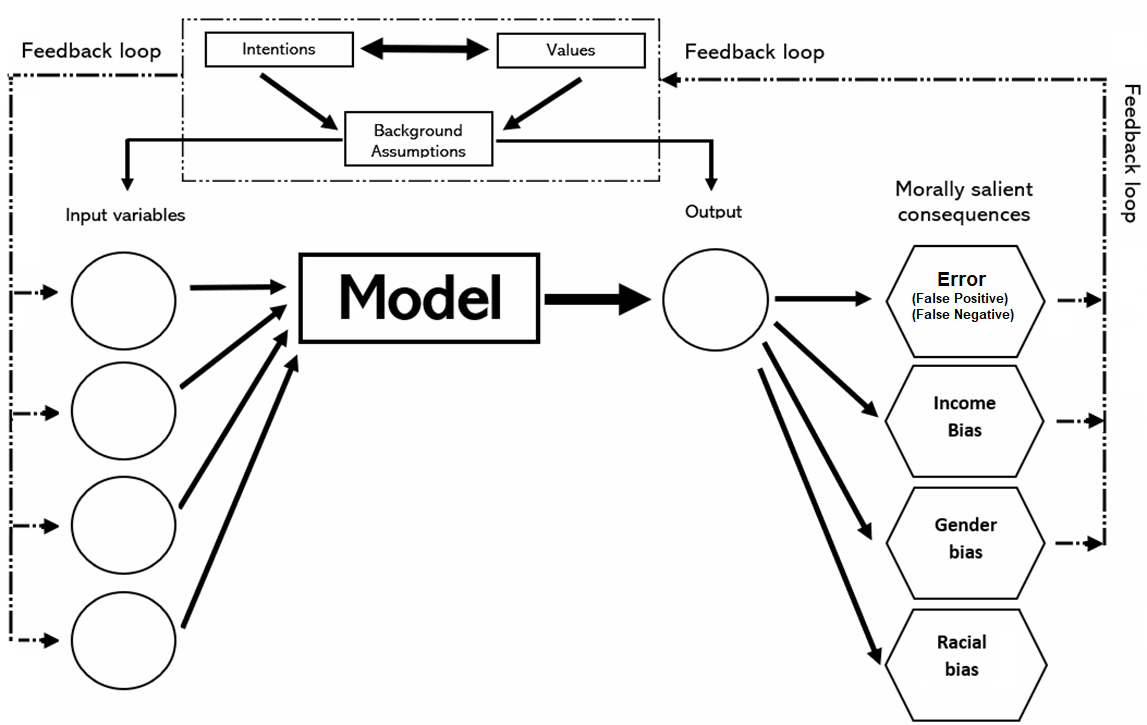 Feedback loop
Intentions
Values
Feedback loop
Background
Assumptions
Feedback loop
Input variables
Output
Morally salient
consequences
Model
Error
(False Positive)
(False Negative)
Income
Bias
Gender
bias
Racial
bias